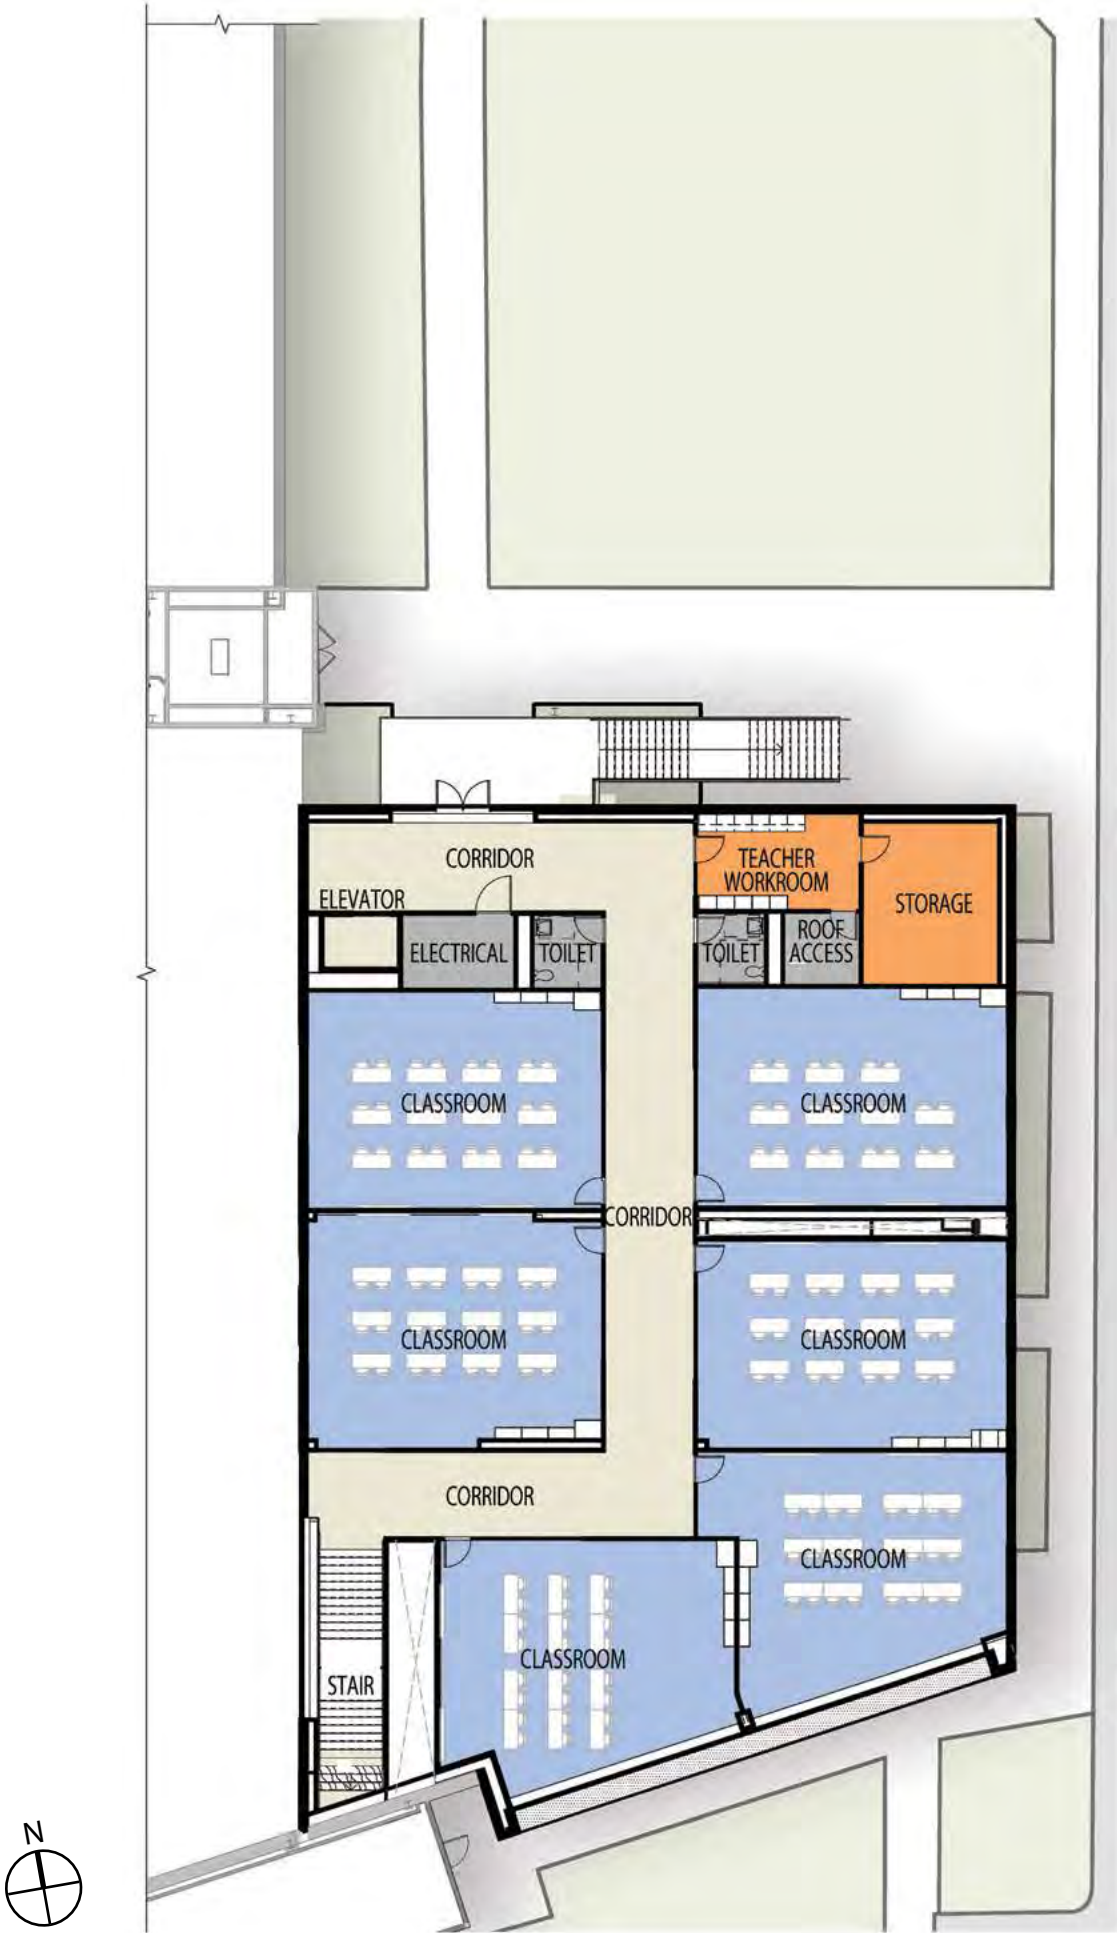 CORRIDOR
TEACHER
WORKROOM
ELEVATOR
STORAGE
ELECTRICAL
TOILET
TOILET
ROOF
ACCESS
CLASSROOM
CLASSROOM
CORRIDOR
CLASSROOM
CLASSROOM
CORRIDOR
CLASSROOM
CLASSROOM
STAIR
N